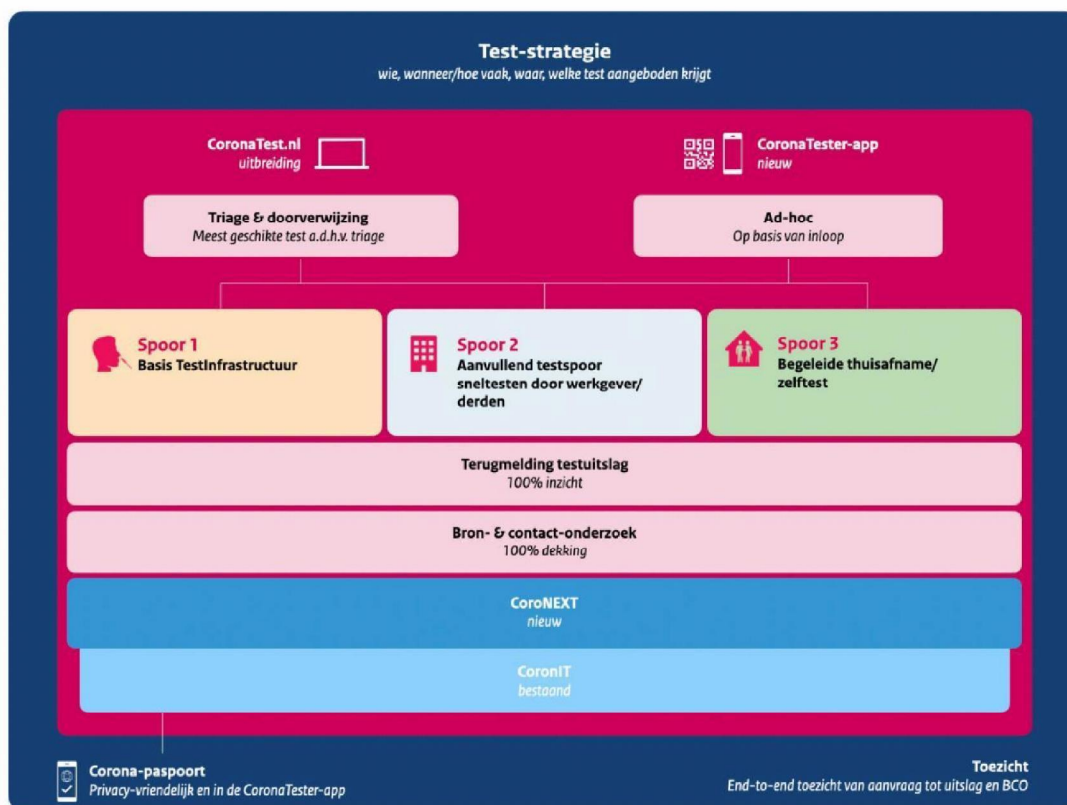 Test-strategie
wie, wanneer/hoe vaak, waar, welke test aangeboden krijgt
CoronaTest.nl
uitbreiding
CoronaTester-app
nieuw
Triage & doorverwijzing
Meest geschikte test a.d.h.v. triage
Ad-hoc
Op basis van inloop
Spoor 1
Basis TestInfrastructuur
Spoor 2
Aanvullend testspoor
sneltesten door werkgever/
derden
Spoor 3
Begeleide thuisafname/
zelftest
Terugmelding testuitslag
100% inzicht
Bron- & contact-onderzoek
100% dekking
CoroNEXT
nieuw
CoronIT
bestaand
Corona-paspoort
Privacy-vriendelijk en in de CoronaTester-app
Toezicht
End-to-end toezicht van aanvraag tot uitslag en BCO